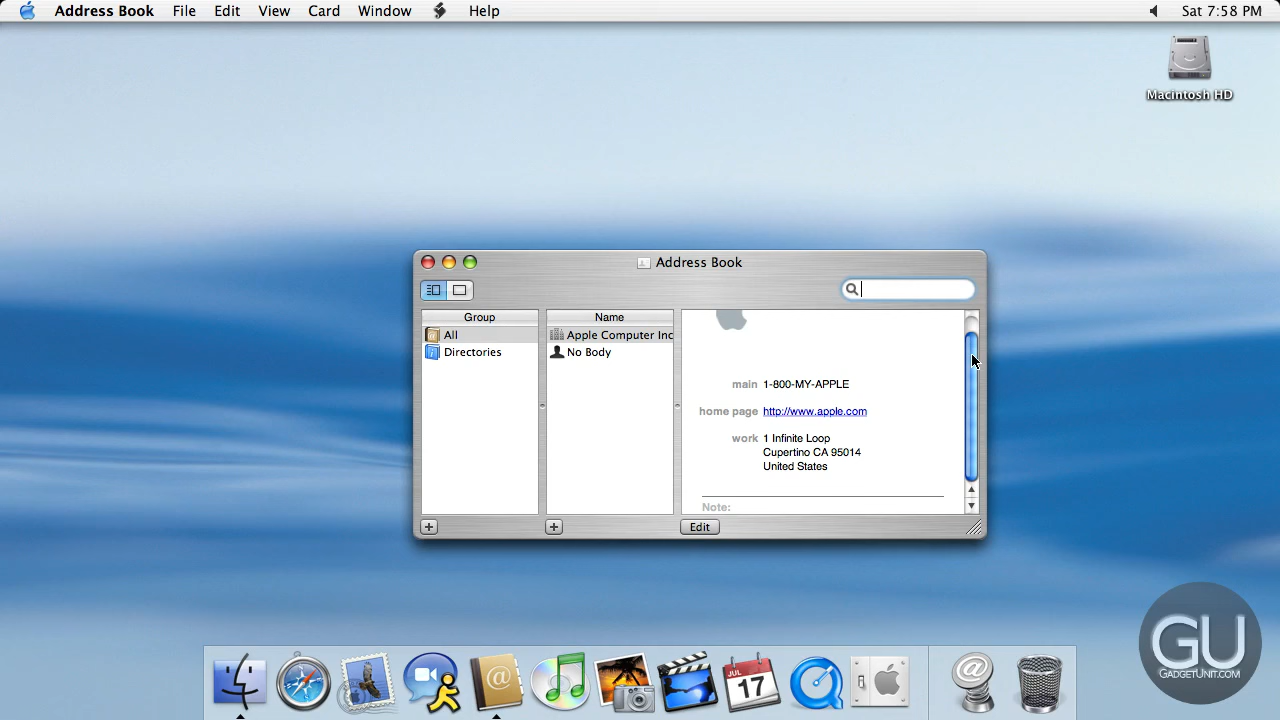 Address Book File Edit View Card Window Help Sat 7:58 PM
Macintosh HD
Address Book
Group Name
All
Directories
Apple Computer Inc
No Body
main 1-800-MY-APPLE
home page http://www.apple.com
work 1 Infinite Loop
Cupertino CA 95014
United States
Note:
Edit
JUL
17
GU
GADGETUNIT.COM